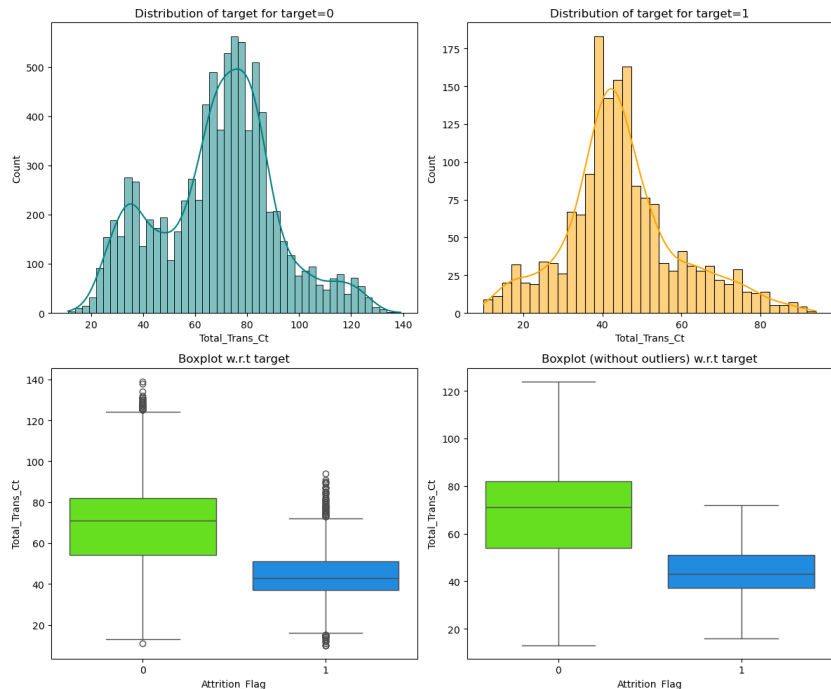 Distribution of target for target=0
500
400
300
200
100
0
Count
20 40 60 80 100 120 140
Total_Trans_Ct
Distribution of target for target=1
175
150
125
100
75
50
25
0
Count
20 40 60 80
Total_Trans_Ct
Boxplot w.r.t target
140
120
100
80
60
40
20
Total_Trans_Ct
0 1
Attrition_Flag
Boxplot (without outliers) w.r.t target
120
100
80
60
40
20
Total_Trans_Ct
0 1
Attrition_Flag